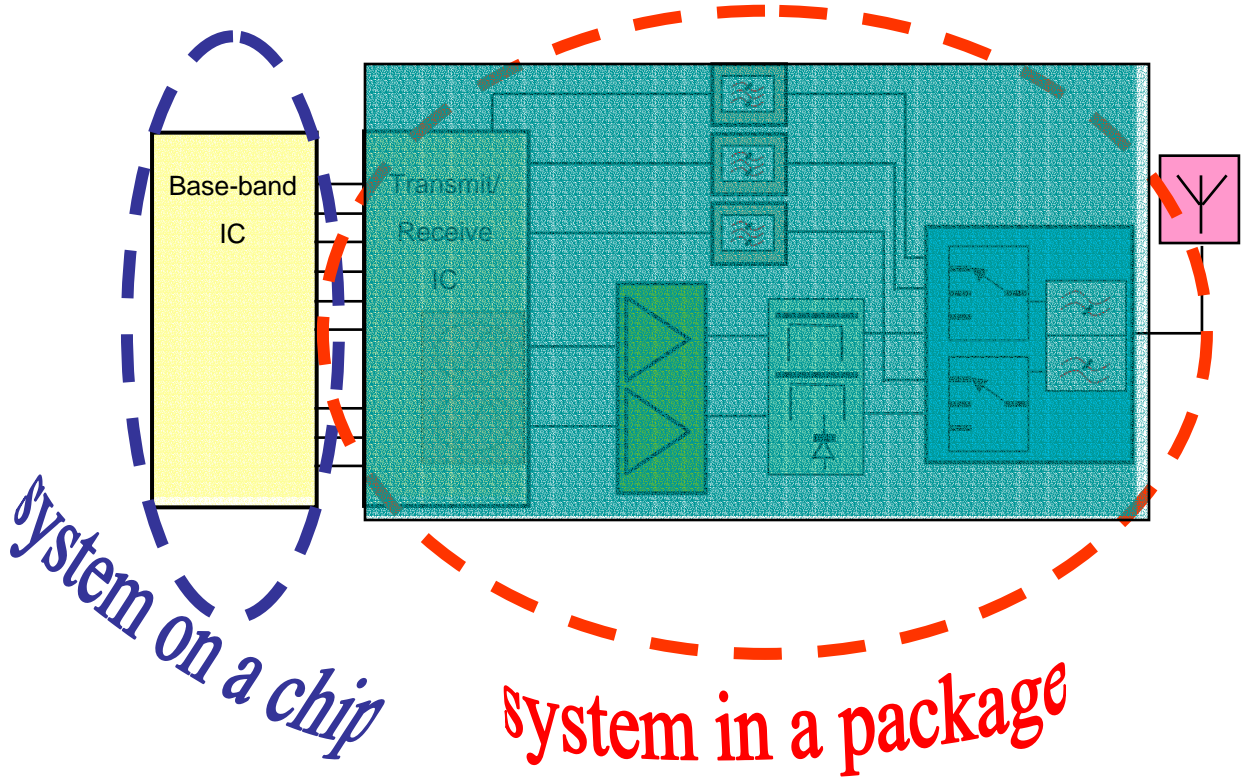 Base-band
IC
Transmit/
Receive
IC
system on a chip
system in a package